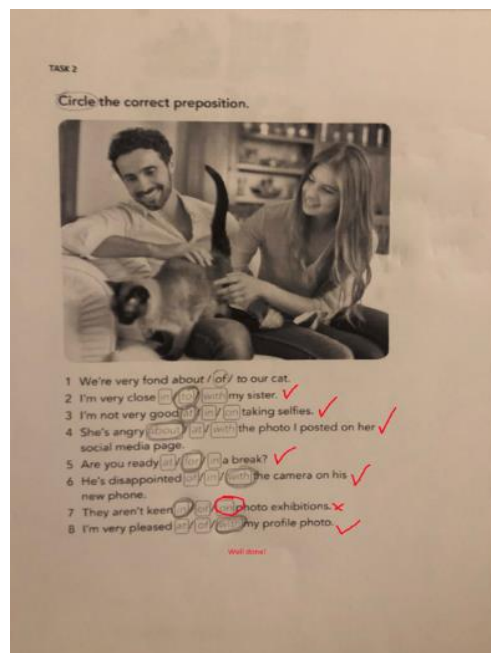 TASK 2
Circle the correct preposition.
1 We're very fond about / of / to our cat.
2 I'm very close in / to / with my sister.
3 I'm not very good at / in / on taking selfies.
4 She's angry about / at / with the photo I posted on her
social media page.
5 Are you ready at / for / in a break?
6 He's disappointed of / in / with the camera on his
new phone.
7 They aren't keen in / of / on photo exhibitions.
8 I'm very pleased at / of / with my profile photo.
Well done!